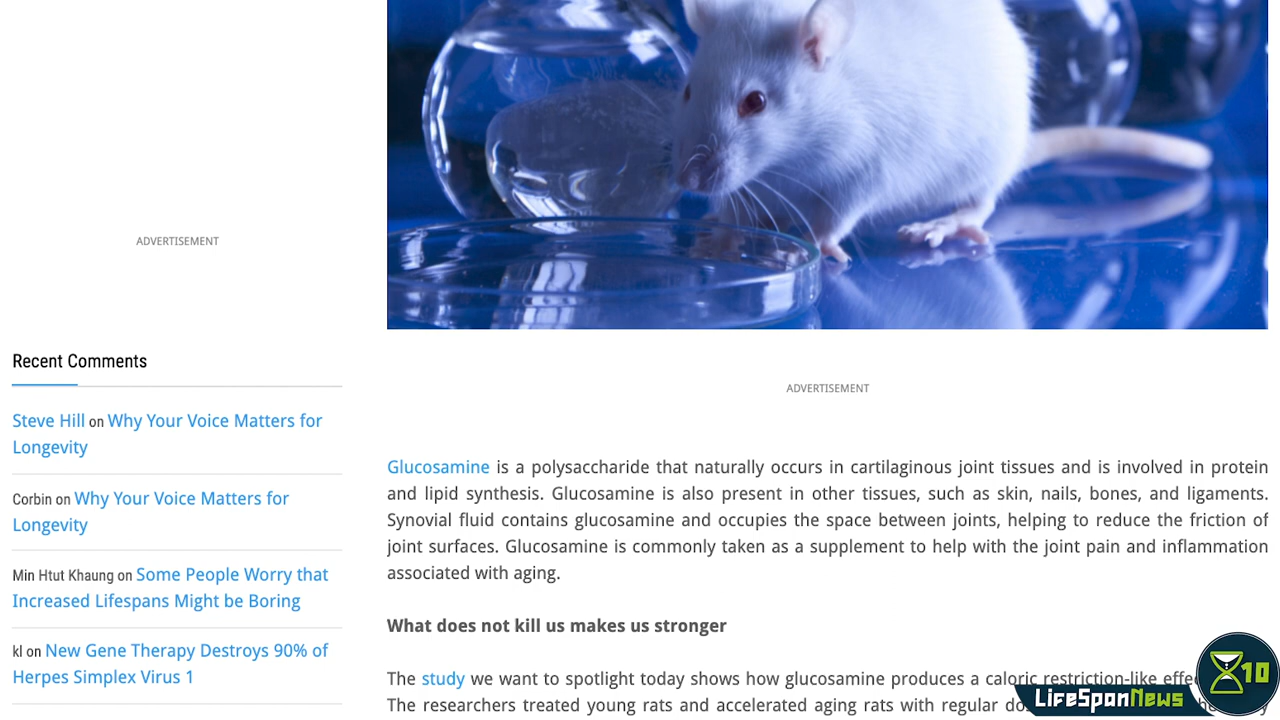 ADVERTISEMENT
Recent Comments
Steve Hill on Why Your Voice Matters for
Longevity
Corbin on Why Your Voice Matters for
Longevity
Min Htut Khaung on Some People Worry that
Increased Lifespans Might be Boring
kl on New Gene Therapy Destroys 90% of
Herpes Simplex Virus 1
ADVERTISEMENT
Glucosamine is a polysaccharide that naturally occurs in cartilaginous joint tissues and is involved in protein
and lipid synthesis. Glucosamine is also present in other tissues, such as skin, nails, bones, and ligaments.
Synovial fluid contains glucosamine and occupies the space between joints, helping to reduce the friction of
joint surfaces. Glucosamine is commonly taken as a supplement to help with the joint pain and inflammation
associated with aging.
What does not kill us makes us stronger
The study we want to spotlight today shows how glucosamine produces a caloric restriction-like
The researchers treated young rats and accelerated aging rats with regular
LifeSpanNews
10